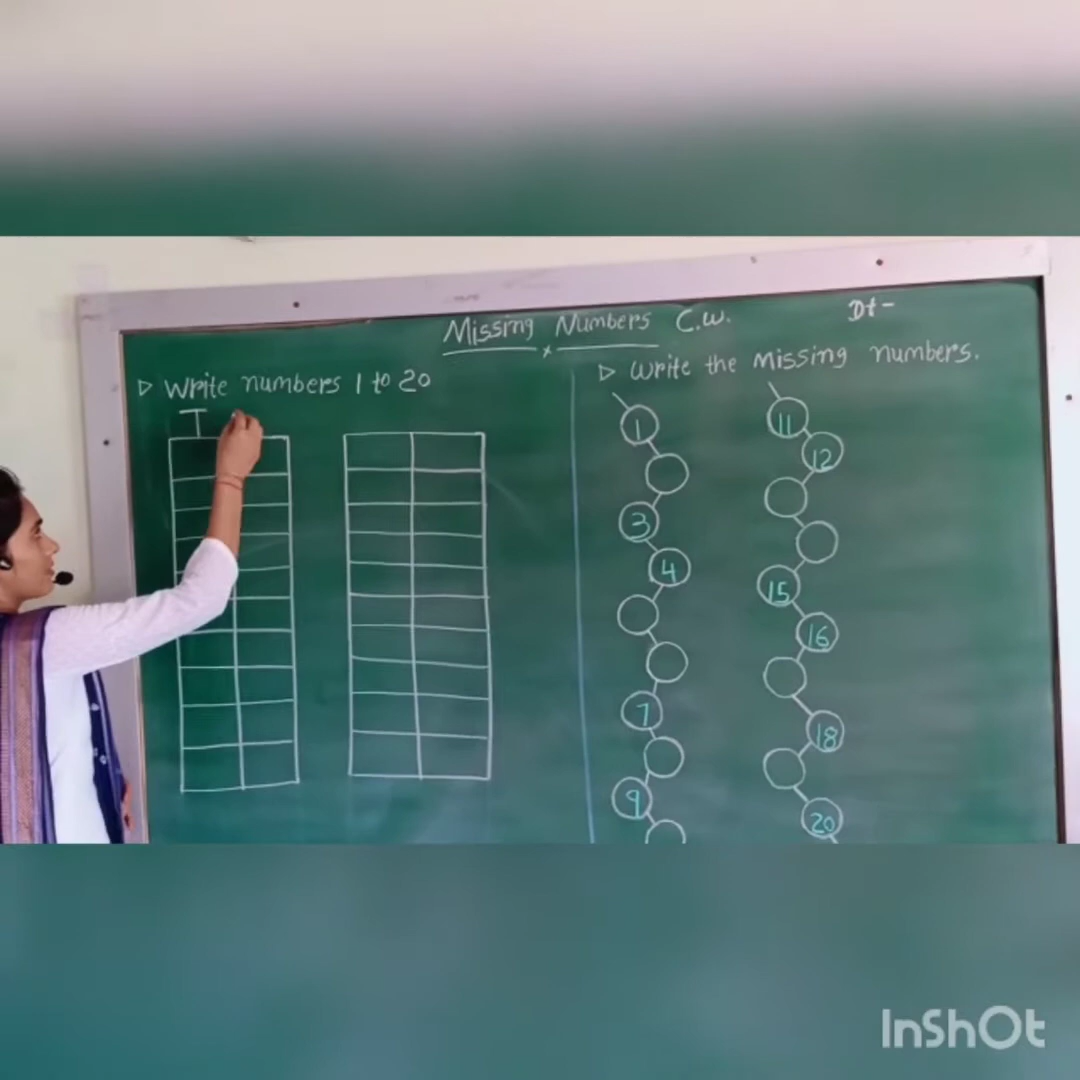 Missing Numbers C.W.
Dt-
▷ Write numbers 1 to 20
T
▷ Write the Missing numbers.
1
3
4
7
9
11
12
15
16
18
20
InShOt